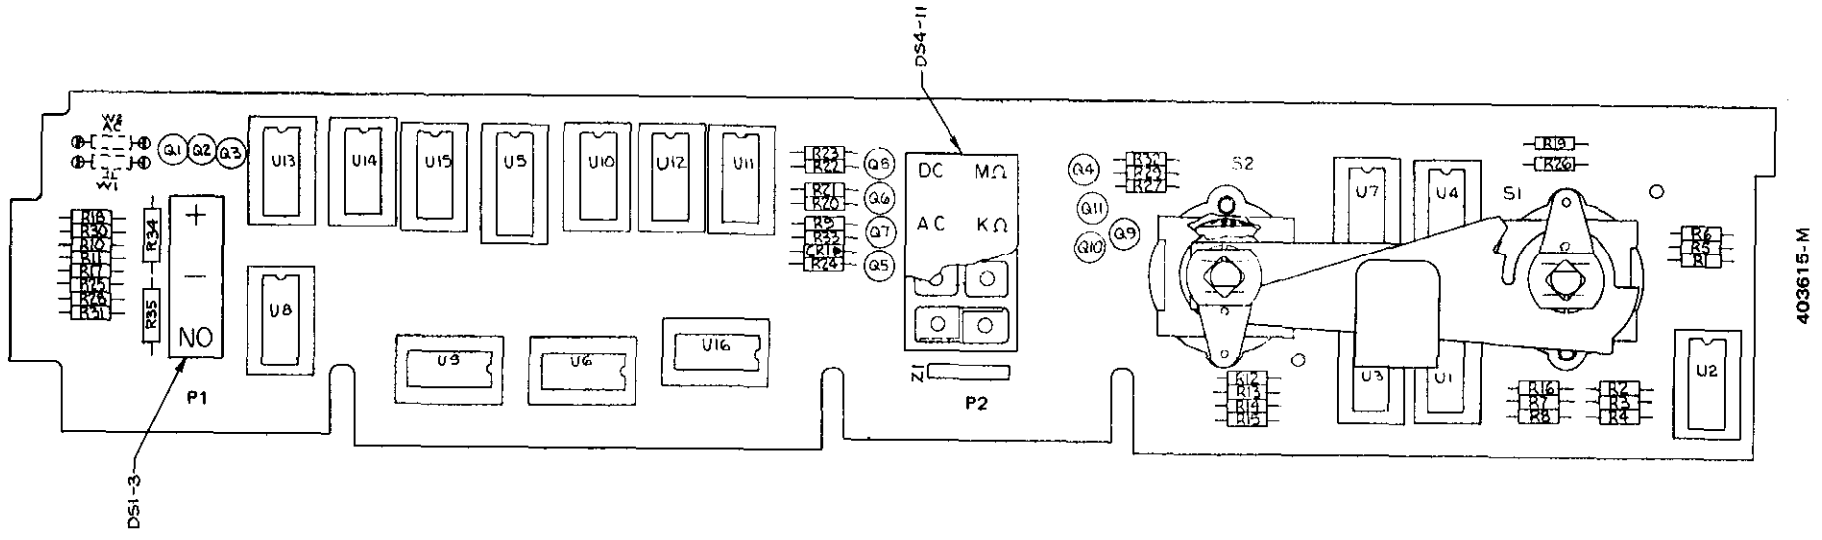 DS4-11
W2
AC
W1
Q1 Q2 Q3
U13 U14 U15 U5 U10 U12 U11
R23
R22
Q8
R21
R20
Q6
R9
R33
Q7
CR1
R24
Q5
DC MΩ
AC KΩ
Q4
Q11
Q9
Q10
R32
R29
R27
S2
U7 U4
S1
R19
R26
R18
R30
R10
R11
R17
R25
R28
R31
R34
R35
+
−
NO
U8
U9 U6 U16
Z1
P1
P2
R6
R5
R1
R12
R13
R14
R15
U3 U1
R16
R7
R8
R2
R3
R4
U2
DS1-3
403615-M